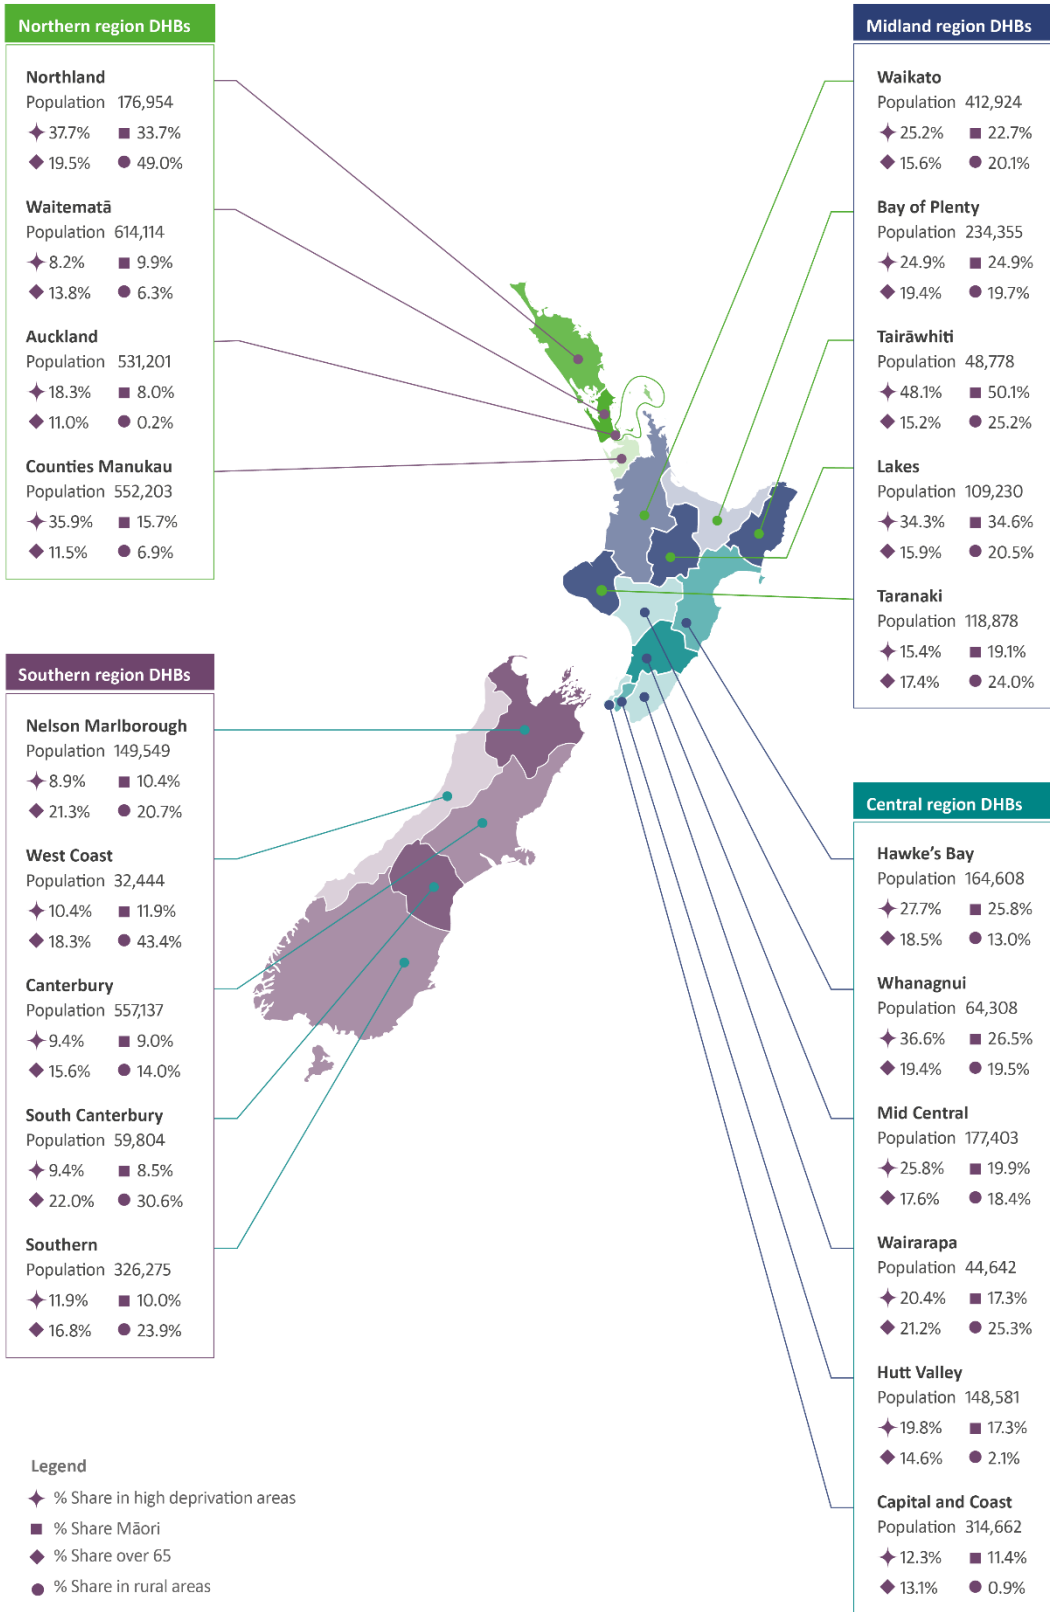 Northern region DHBs
Northland
Population 176,954
37.7% 33.7%
19.5% 49.0%
Waitematā
Population 614,114
8.2% 9.9%
13.8% 6.3%
Auckland
Population 531,201
18.3% 8.0%
11.0% 0.2%
Counties Manukau
Population 552,203
35.9% 15.7%
11.5% 6.9%
Midland region DHBs
Waikato
Population 412,924
25.2% 22.7%
15.6% 20.1%
Bay of Plenty
Population 234,355
24.9% 24.9%
19.4% 19.7%
Tairāwhiti
Population 48,778
48.1% 50.1%
15.2% 25.2%
Lakes
Population 109,230
34.3% 34.6%
15.9% 20.5%
Taranaki
Population 118,878
15.4% 19.1%
17.4% 24.0%
Southern region DHBs
Nelson Marlborough
Population 149,549
8.9% 10.4%
21.3% 20.7%
West Coast
Population 32,444
10.4% 11.9%
18.3% 43.4%
Canterbury
Population 557,137
9.4% 9.0%
15.6% 14.0%
South Canterbury
Population 59,804
9.4% 8.5%
22.0% 30.6%
Southern
Population 326,275
11.9% 10.0%
16.8% 23.9%
Central region DHBs
Hawke's Bay
Population 164,608
27.7% 25.8%
18.5% 13.0%
Whanagnui
Population 64,308
36.6% 26.5%
19.4% 19.5%
Mid Central
Population 177,403
25.8% 19.9%
17.6% 18.4%
Wairarapa
Population 44,642
20.4% 17.3%
21.2% 25.3%
Hutt Valley
Population 148,581
19.8% 17.3%
14.6% 2.1%
Capital and Coast
Population 314,662
12.3% 11.4%
13.1% 0.9%
Legend
% Share in high deprivation areas
% Share Māori
% Share over 65
% Share in rural areas